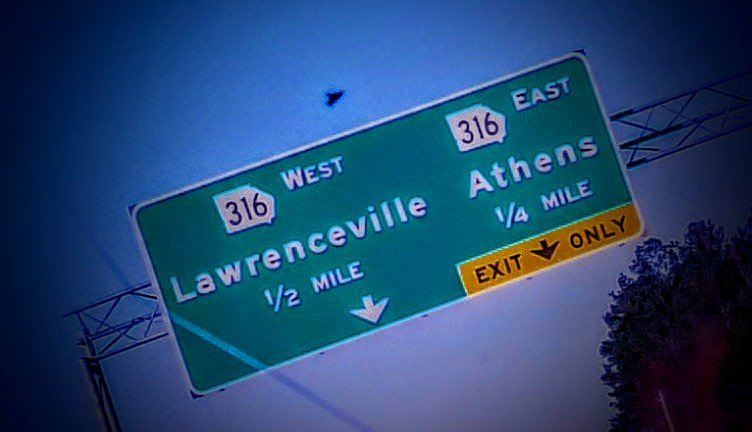 316 WEST
Lawrenceville
1/2 MILE
316 EAST
Athens
1/4 MILE
EXIT ONLY